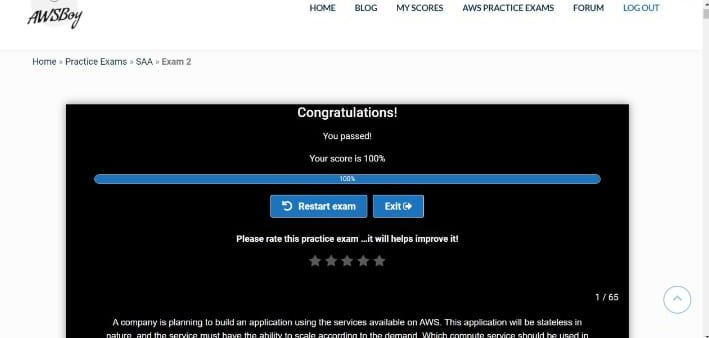 AWSBoy
HOME BLOG MY SCORES AWS PRACTICE EXAMS FORUM LOG OUT
Home » Practice Exams » SAA » Exam 2
Congratulations!
You passed!
Your score is 100%
100%
Restart exam Exit
Please rate this practice exam ...it will helps improve it!
1 / 65
A company is planning to build an application using the services available on AWS. This application will be stateless in
nature, and the service must have the ability to scale according to the demand. Which compute service should be used in